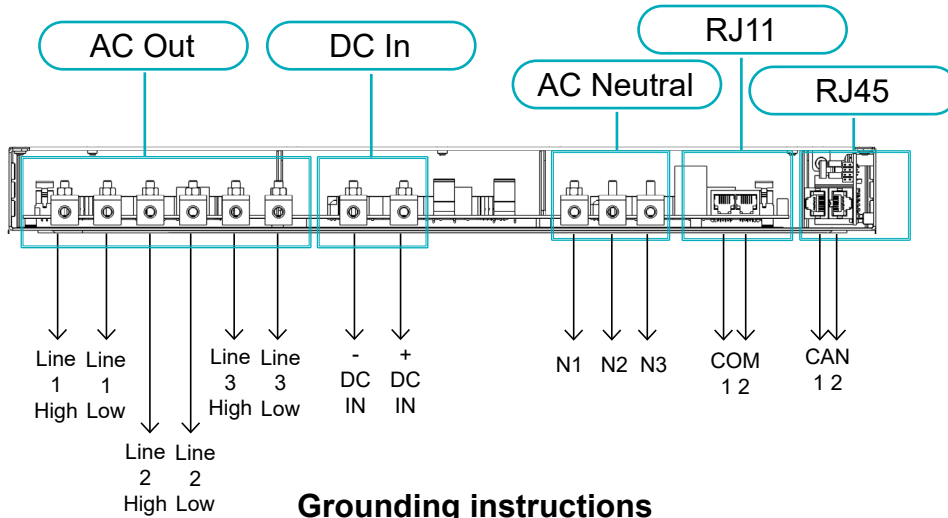 AC Out
DC In
AC Neutral
RJ11
RJ45
Line
1
High
Line
1
Low
Line
2
High
Line
2
Low
Line
3
High
Line
3
Low
-
DC
IN
+
DC
IN
N1
N2
N3
COM
1 2
CAN
1 2
Grounding instructions